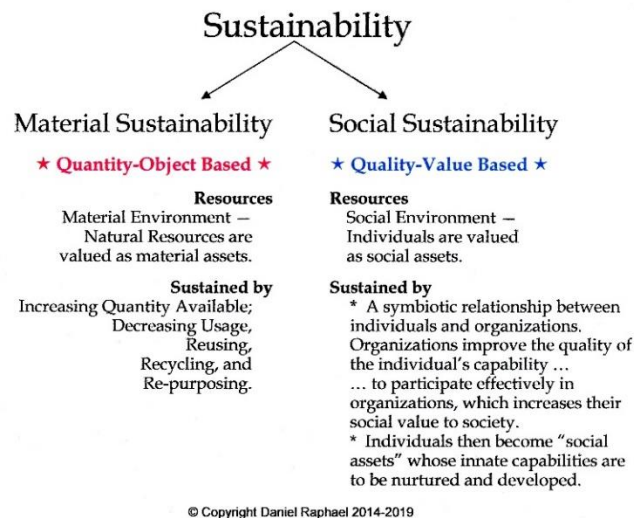 Sustainability
Material Sustainability
★ Quantity-Object Based ★
Resources
Material Environment —
Natural Resources are
valued as material assets.
Sustained by
Increasing Quantity Available;
Decreasing Usage,
Reusing,
Recycling, and
Re-purposing.
Social Sustainability
★ Quality-Value Based ★
Resources
Social Environment —
Individuals are valued
as social assets.
Sustained by
* A symbiotic relationship between
individuals and organizations.
Organizations improve the quality of
the individual's capability ...
... to participate effectively in
organizations, which increases their
social value to society.
* Individuals then become “social
assets” whose innate capabilities are
to be nurtured and developed.
© Copyright Daniel Raphael 2014-2019